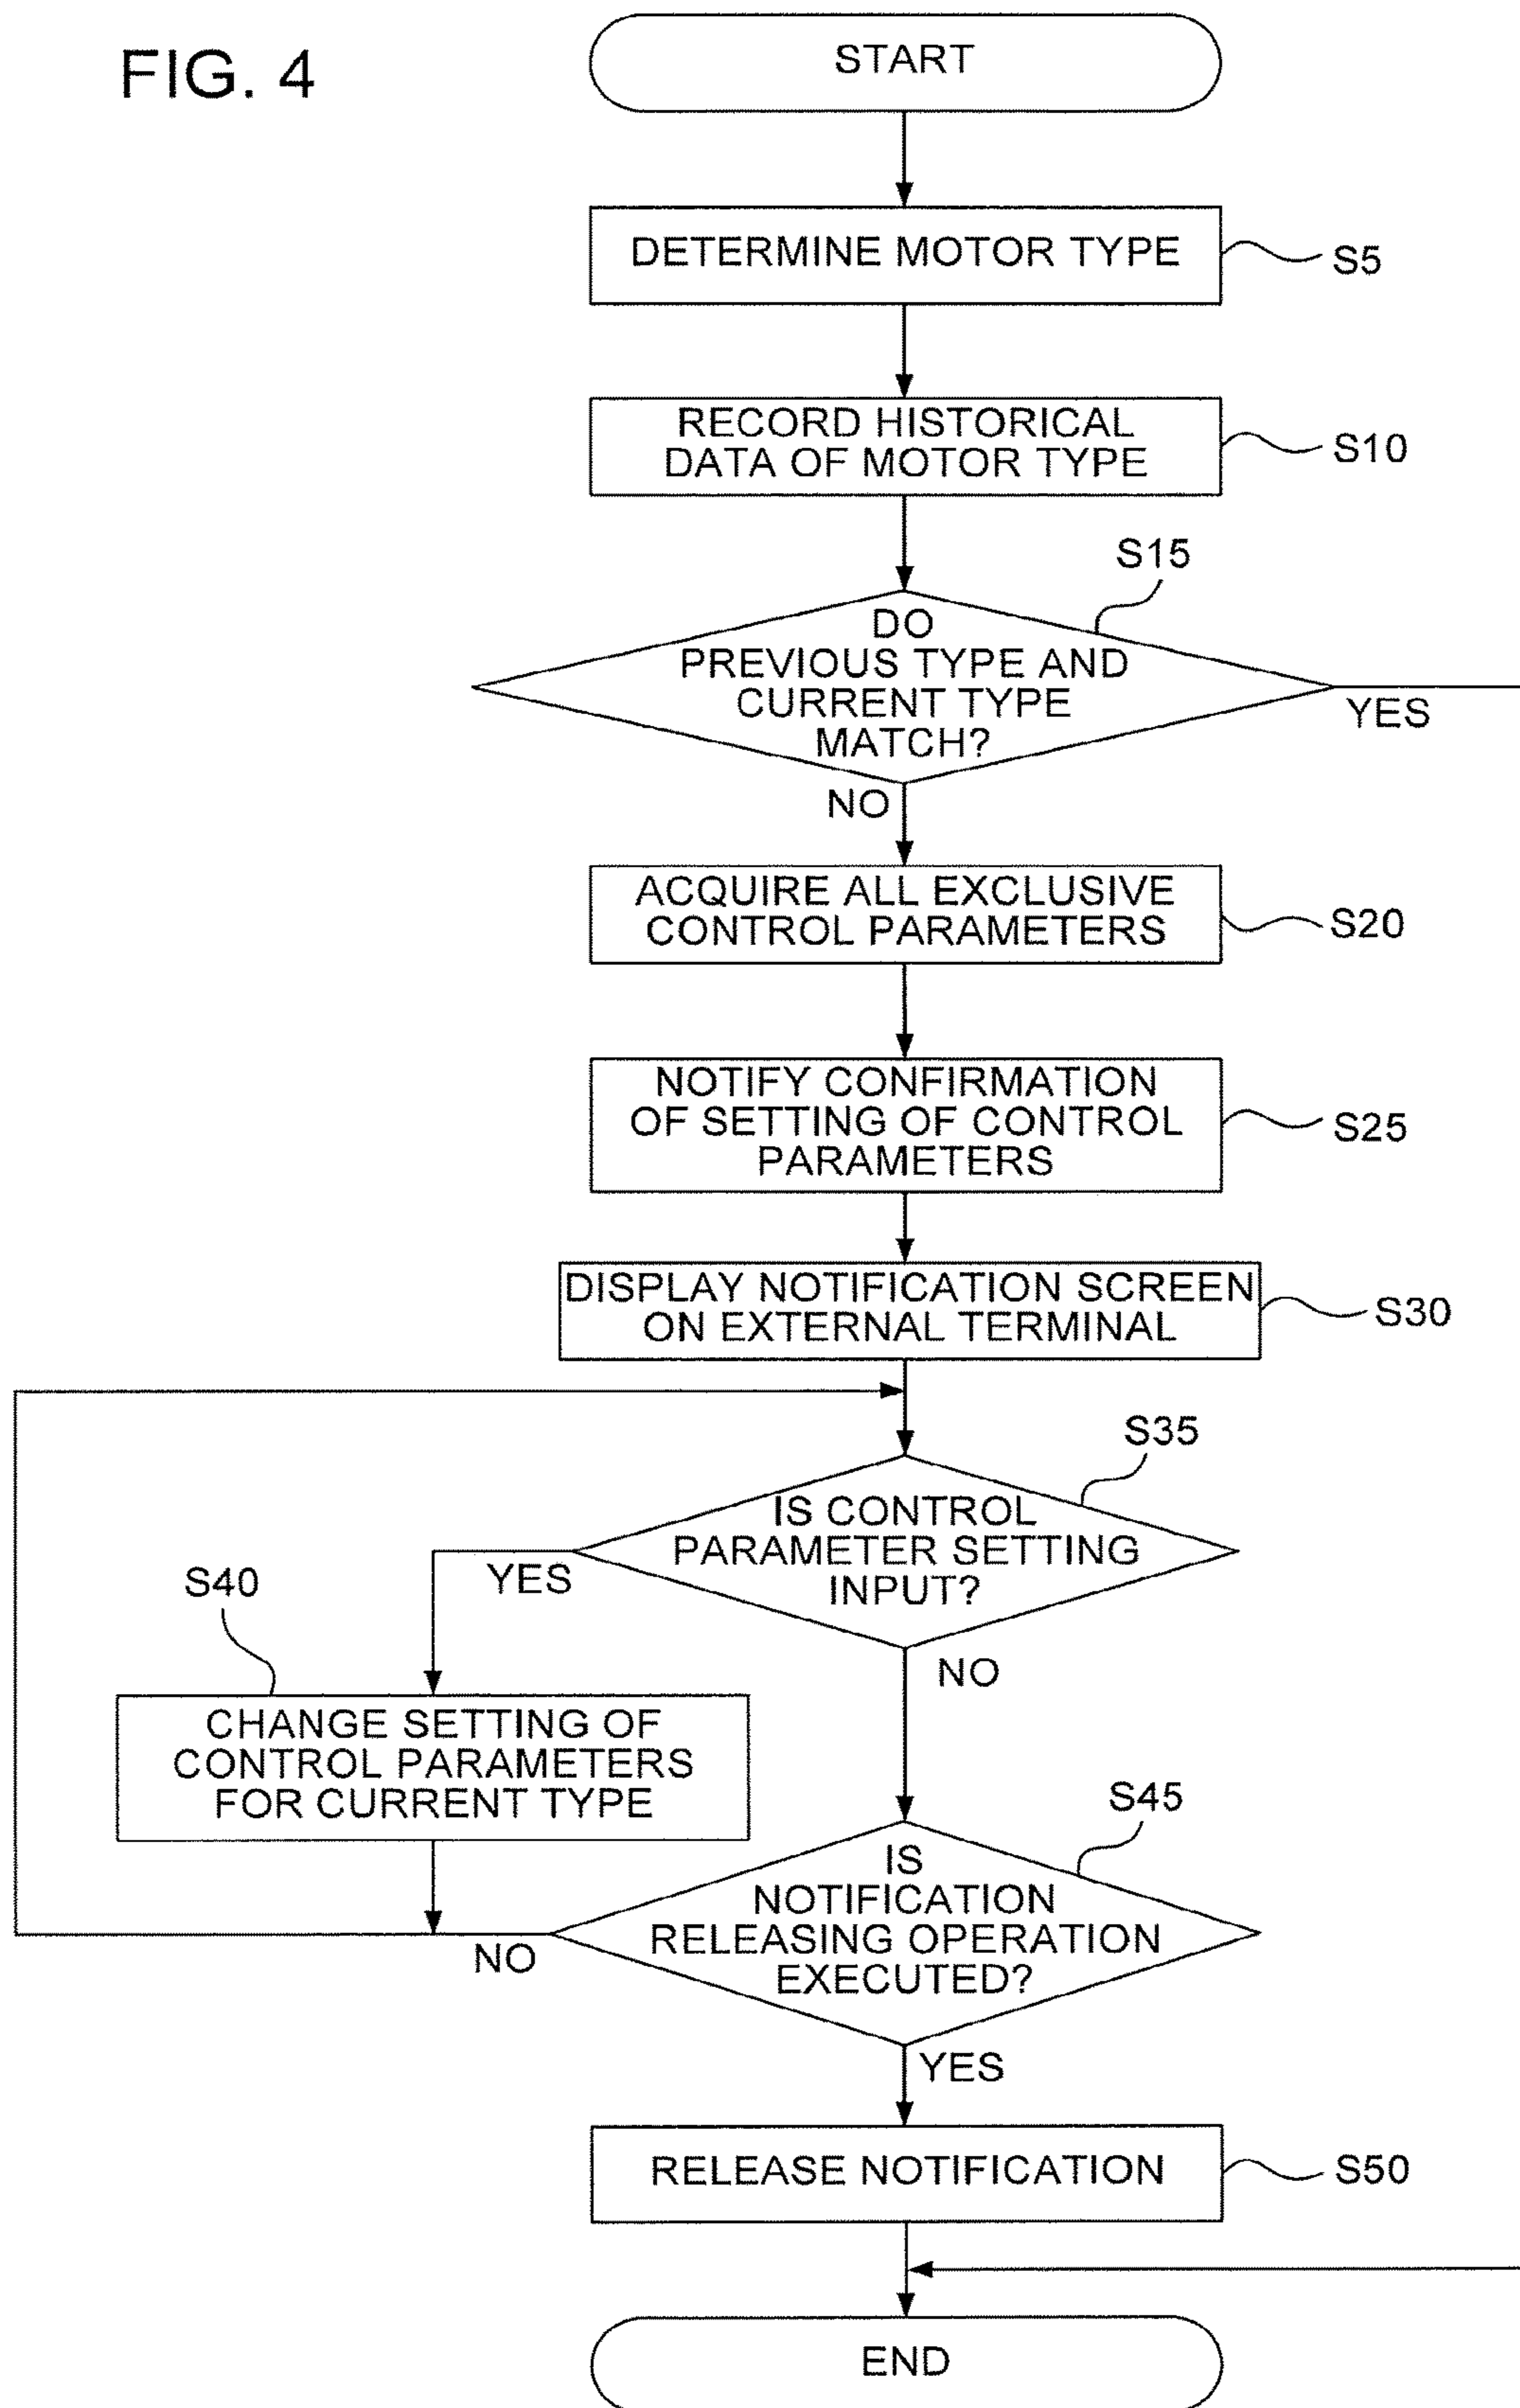 FIG. 4
START
DETERMINE MOTOR TYPE
S5
RECORD HISTORICAL
DATA OF MOTOR TYPE
S10
S15
DO
PREVIOUS TYPE AND
CURRENT TYPE
MATCH?
YES
NO
ACQUIRE ALL EXCLUSIVE
CONTROL PARAMETERS
S20
NOTIFY CONFIRMATION
OF SETTING OF CONTROL
PARAMETERS
S25
DISPLAY NOTIFICATION SCREEN
ON EXTERNAL TERMINAL
S30
S35
IS CONTROL
PARAMETER SETTING
INPUT?
YES
NO
S40
CHANGE SETTING OF
CONTROL PARAMETERS
FOR CURRENT TYPE
S45
IS
NOTIFICATION
RELEASING OPERATION
EXECUTED?
NO
YES
RELEASE NOTIFICATION
S50
END